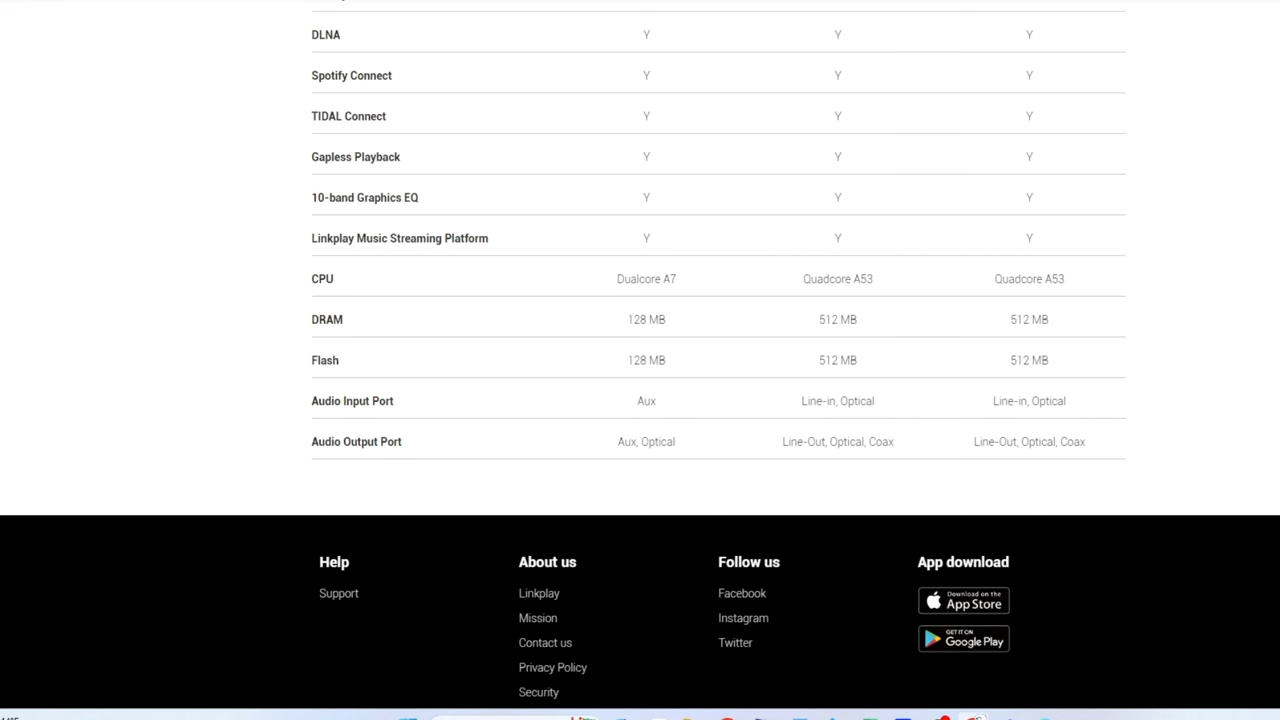 DLNA Y Y Y
Spotify Connect Y Y Y
TIDAL Connect Y Y Y
Gapless Playback Y Y Y
10-band Graphics EQ Y Y Y
Linkplay Music Streaming Platform Y Y Y
CPU Dualcore A7 Quadcore A53 Quadcore A53
DRAM 128 MB 512 MB 512 MB
Flash 128 MB 512 MB 512 MB
Audio Input Port Aux Line-in, Optical Line-in, Optical
Audio Output Port Aux, Optical Line-Out, Optical, Coax Line-Out, Optical, Coax
Help About us Follow us App download
Support Linkplay Facebook Download on the App Store
Mission Instagram
Contact us Twitter GET IT ON Google Play
Privacy Policy
Security